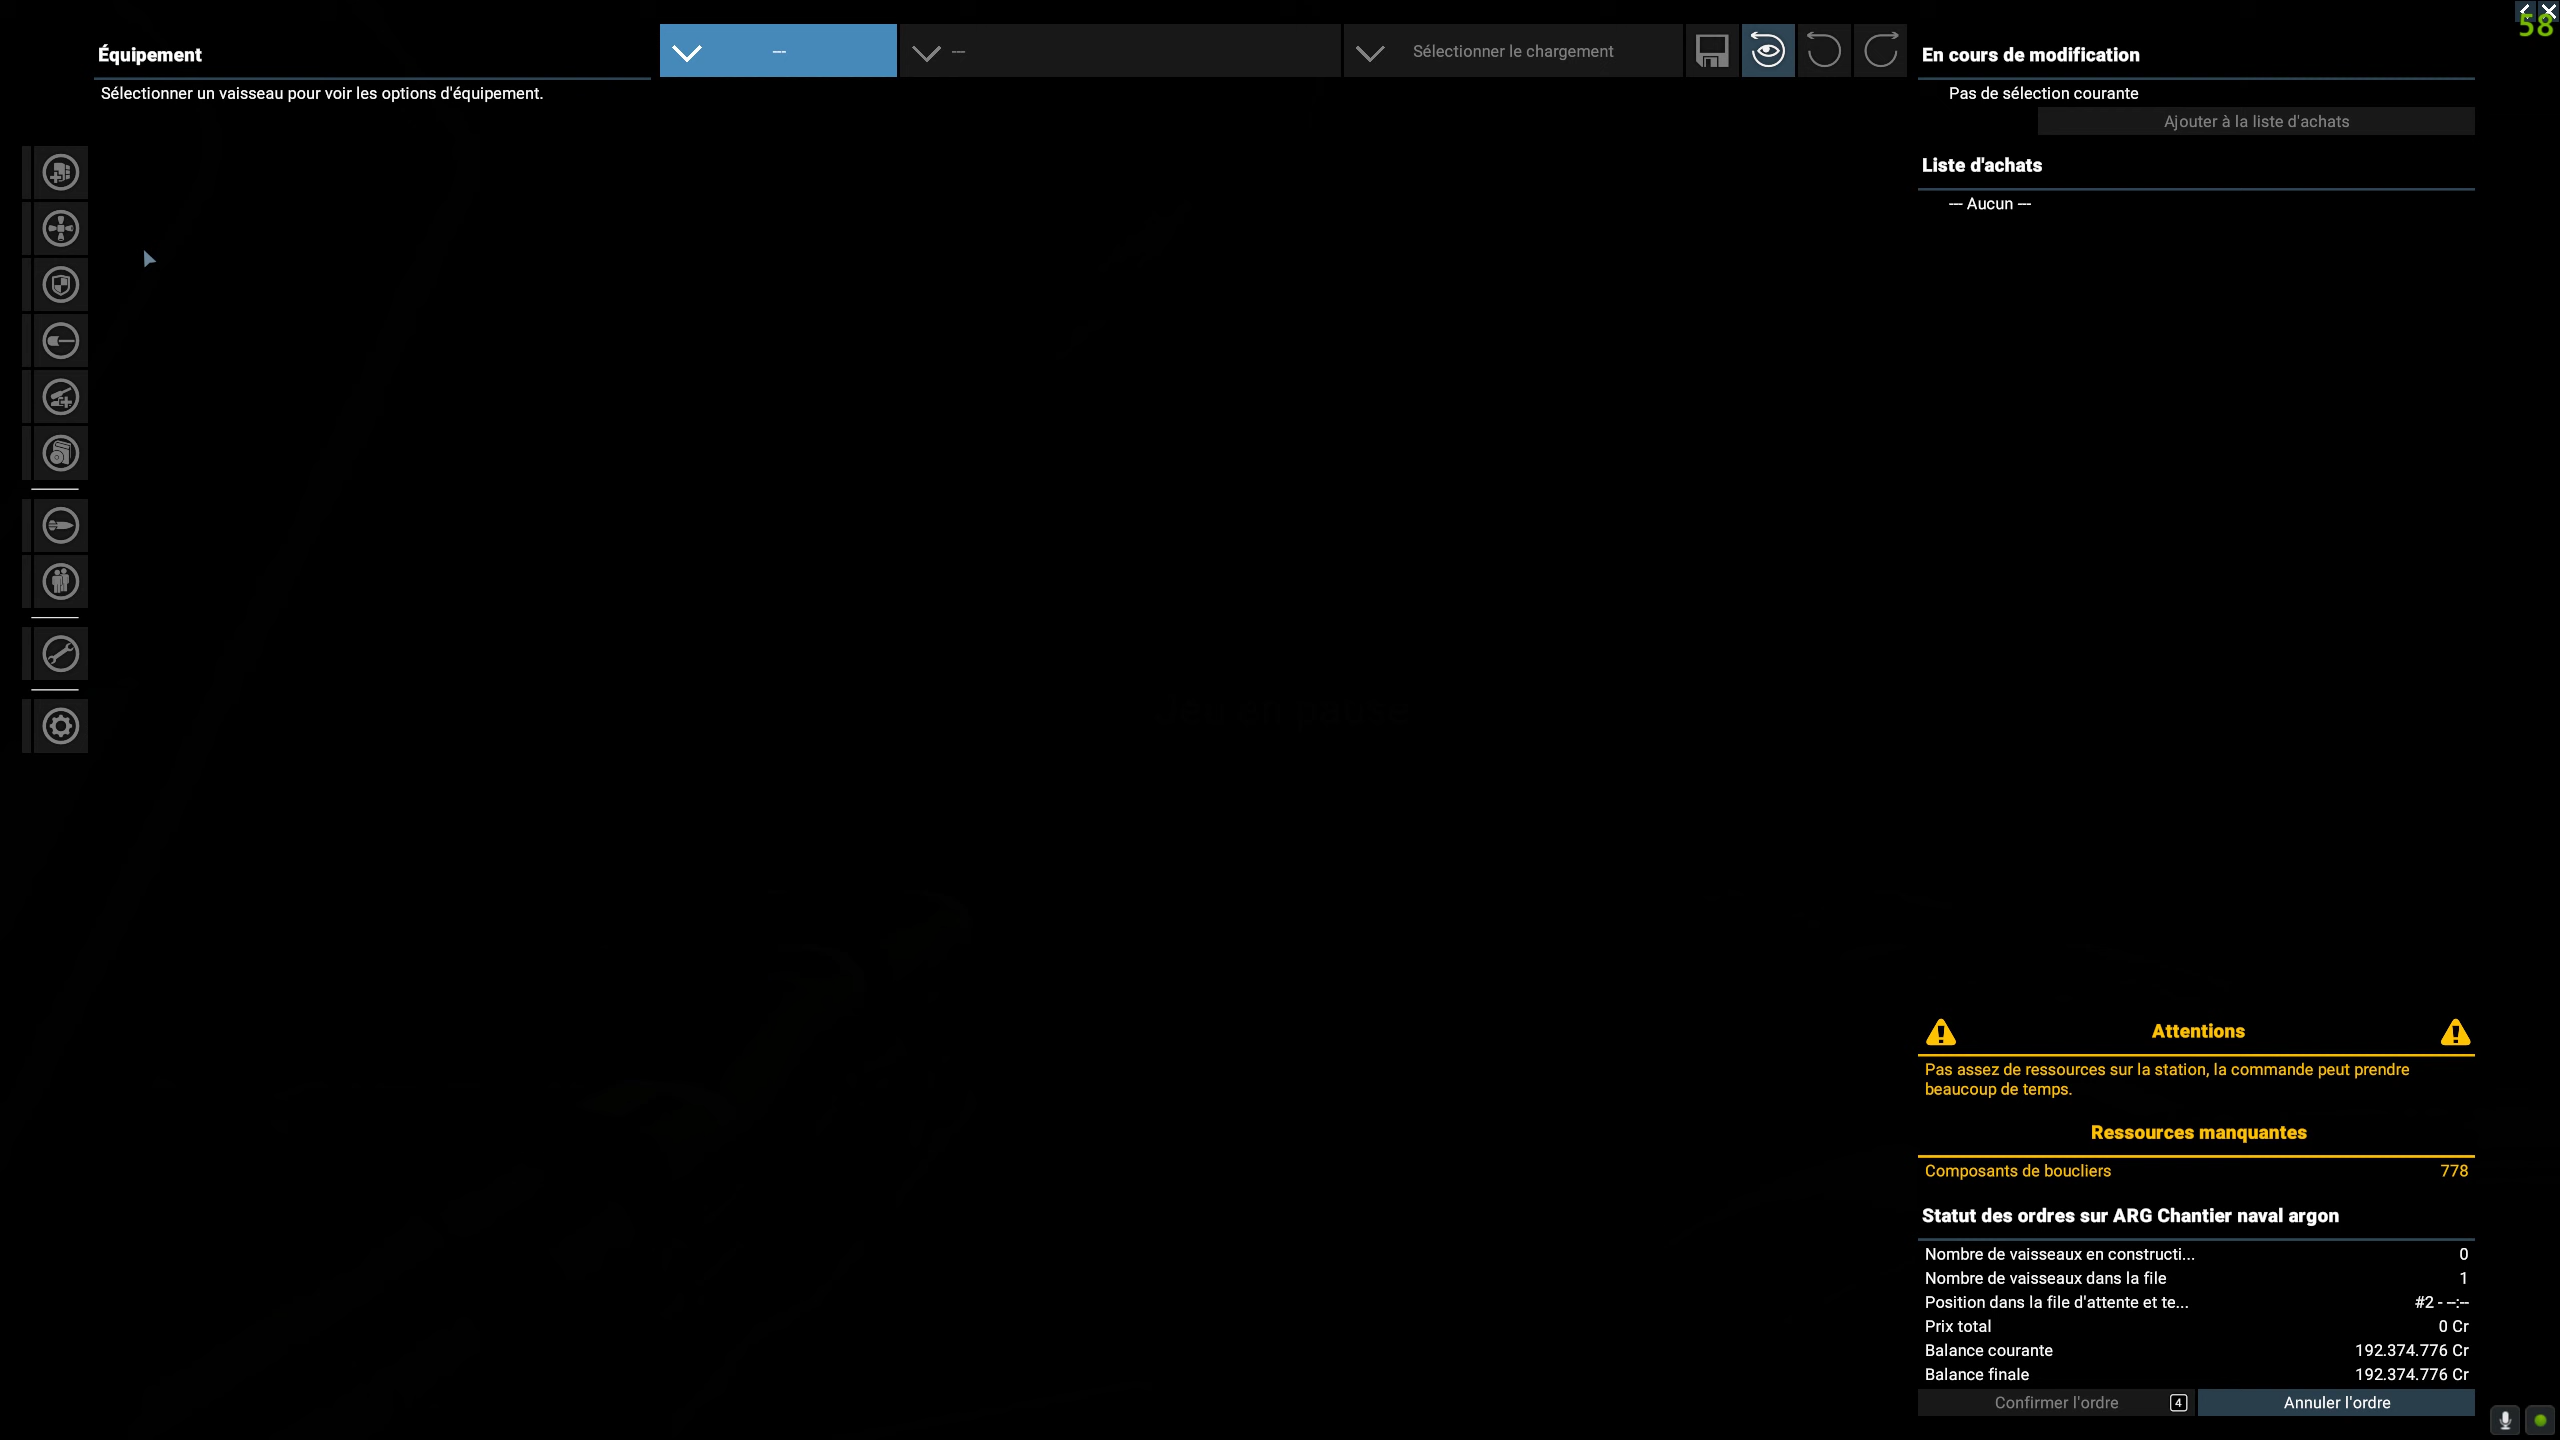 58
Équipement
Sélectionner un vaisseau pour voir les options d'équipement.
---
---
Sélectionner le chargement
En cours de modification
Pas de sélection courante
Ajouter à la liste d'achats
Liste d'achats
--- Aucun ---
Jeu en pause
Attentions
Pas assez de ressources sur la station, la commande peut prendre
beaucoup de temps.
Ressources manquantes
Composants de boucliers 778
Statut des ordres sur ARG Chantier naval argon
Nombre de vaisseaux en constructi... 0
Nombre de vaisseaux dans la file 1
Position dans la file d'attente et te... #2 - --:--
Prix total 0 Cr
Balance courante 192.374.776 Cr
Balance finale 192.374.776 Cr
Confirmer l'ordre 4 Annuler l'ordre